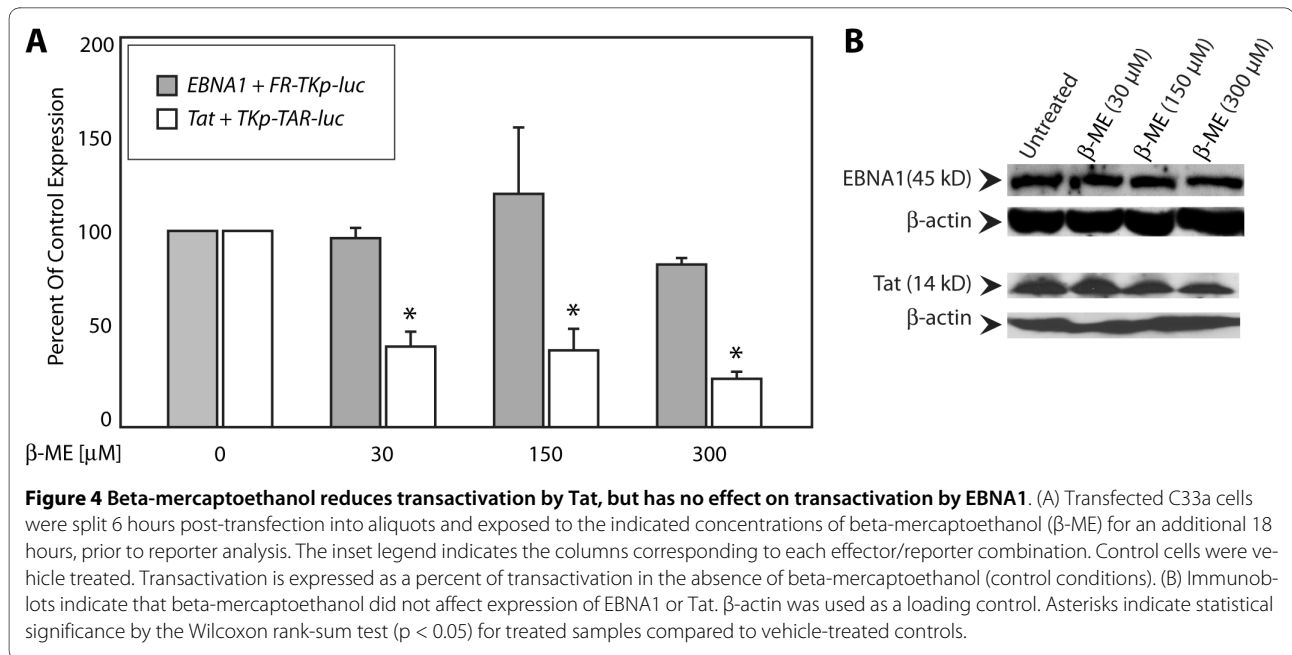 A
200
150
100
50
0
Percent Of Control Expression
EBNA1 + FR-TKp-luc
Tat + TKp-TAR-luc
*
*
*
β-ME [μM]
0
30
150
300
B
Untreated
β-ME (30 μM)
β-ME (150 μM)
β-ME (300 μM)
EBNA1(45 kD)
β-actin
Tat (14 kD)
β-actin
Figure 4 Beta-mercaptoethanol reduces transactivation by Tat, but has no effect on transactivation by EBNA1. (A) Transfected C33a cells
were split 6 hours post-transfection into aliquots and exposed to the indicated concentrations of beta-mercaptoethanol (β-ME) for an additional 18
hours, prior to reporter analysis. The inset legend indicates the columns corresponding to each effector/reporter combination. Control cells were ve-
hicle treated. Transactivation is expressed as a percent of transactivation in the absence of beta-mercaptoethanol (control conditions). (B) Immunob-
lots indicate that beta-mercaptoethanol did not affect expression of EBNA1 or Tat. β-actin was used as a loading control. Asterisks indicate statistical
significance by the Wilcoxon rank-sum test (p < 0.05) for treated samples compared to vehicle-treated controls.